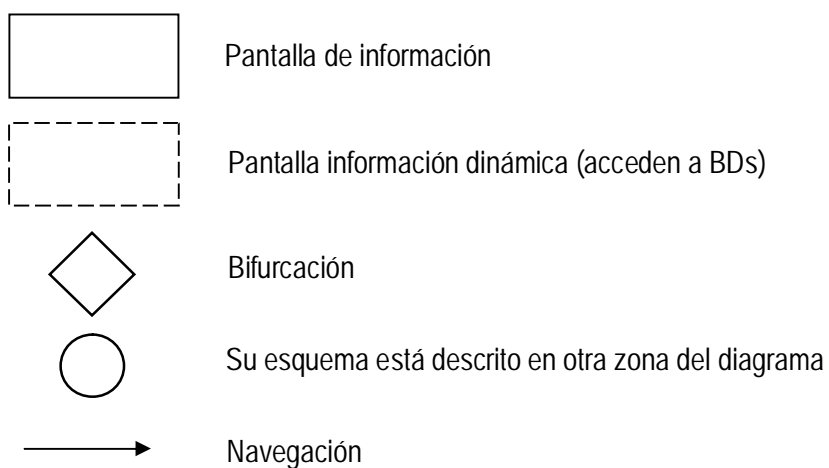 Pantalla de información
Pantalla información dinámica (acceden a BDs)
Bifurcación
Su esquema está descrito en otra zona del diagrama
Navegación